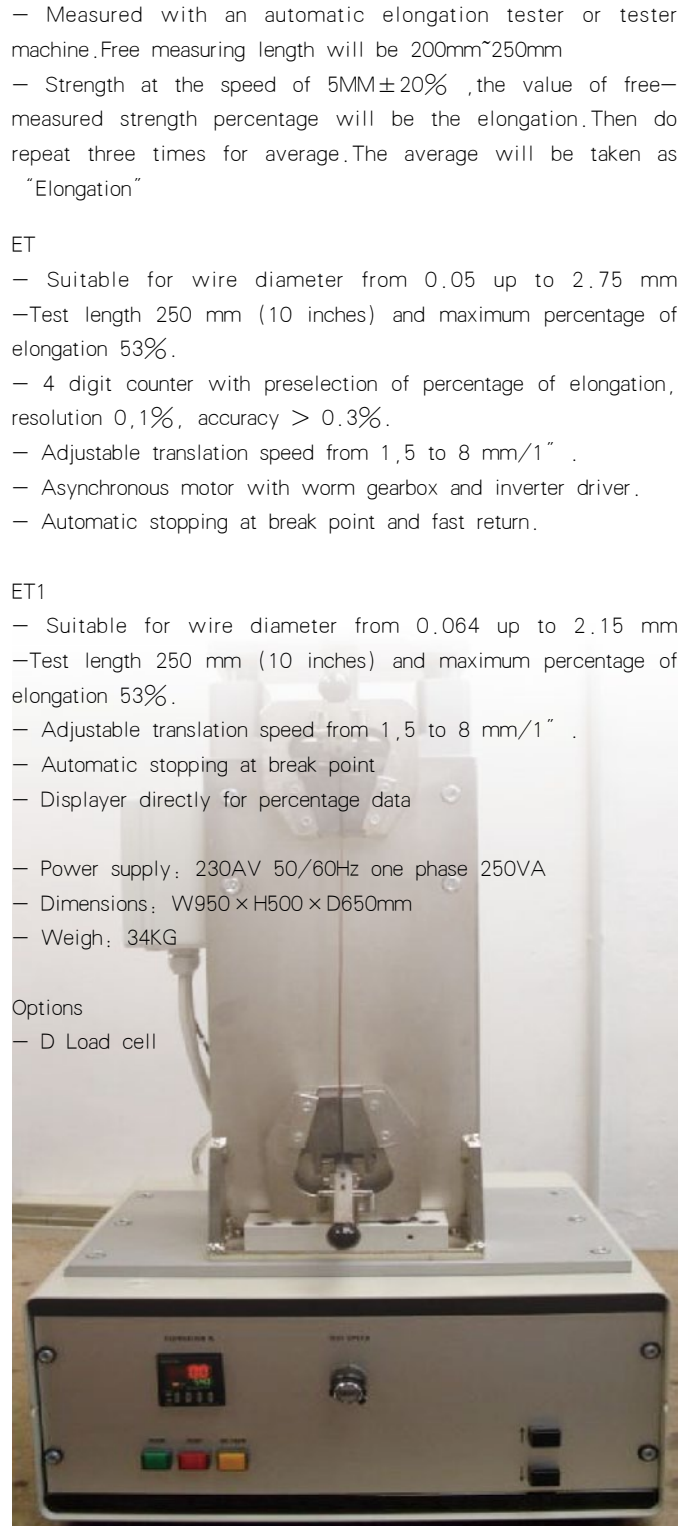 — Measured with an automatic elongation tester or tester
machine.Free measuring length will be 200mm~250mm
— Strength at the speed of 5MM±20% ,the value of free—
measured strength percentage will be the elongation.Then do
repeat three times for average.The average will be taken as
“Elongation”
ET
— Suitable for wire diameter from 0.05 up to 2.75 mm
—Test length 250 mm (10 inches) and maximum percentage of
elongation 53%.
— 4 digit counter with preselection of percentage of elongation,
resolution 0,1%, accuracy > 0.3%.
— Adjustable translation speed from 1,5 to 8 mm/1” .
— Asynchronous motor with worm gearbox and inverter driver.
— Automatic stopping at break point and fast return.
ET1
— Suitable for wire diameter from 0.064 up to 2.15 mm
—Test length 250 mm (10 inches) and maximum percentage of
elongation 53%.
— Adjustable translation speed from 1,5 to 8 mm/1” .
— Automatic stopping at break point
— Displayer directly for percentage data
— Power supply: 230AV 50/60Hz one phase 250VA
— Dimensions: W950×H500×D650mm
— Weigh: 34KG
Options
— D Load cell
ELONGATION %
TEST SPEED